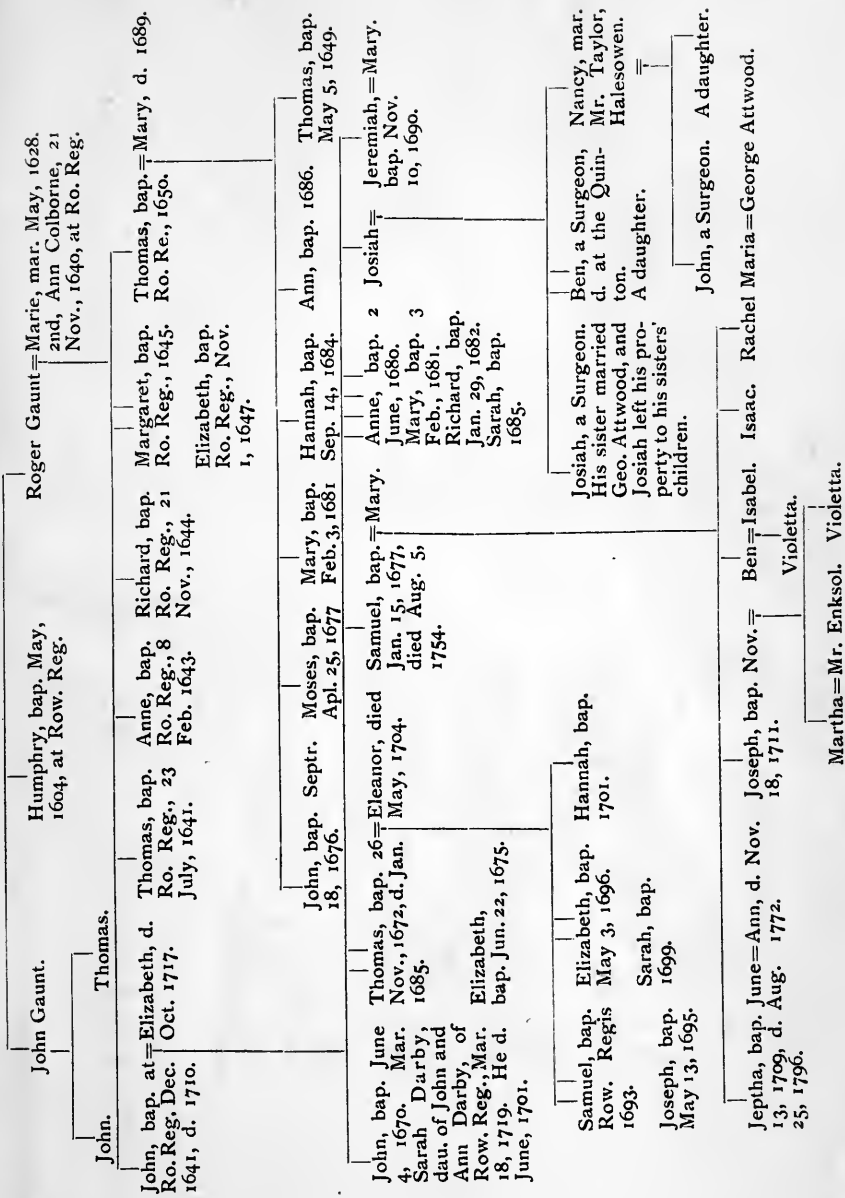 John Gaunt.
Humphry, bap. May,
1604, at Row. Reg.
Roger Gaunt=Marie, mar. May, 1628.
2nd, Ann Colborne, 21
Nov., 1640, at Ro. Reg.
John.
Thomas.
John, bap. at=Elizabeth, d.
Ro. Reg. Dec. Oct. 1717.
1641, d. 1710.
Thomas, bap.
Ro. Reg., 23
July, 1641.
Anne, bap.
Ro. Reg., 8
Feb. 1643.
Richard, bap.
Ro. Reg., 21
Nov., 1644.
Margaret, bap.
Ro. Reg., 1645.
Elizabeth, bap.
Ro. Reg., Nov.
1, 1647.
Thomas, bap.=Mary, d. 1689.
Ro. Re., 1650.
John, bap. Septr.
18, 1676.
Moses, bap.
Apl. 25, 1677
Mary, bap.
Feb. 3, 1681
Hannah, bap.
Sep. 14, 1684.
Ann, bap. 1686.
Thomas, bap.
May 5, 1649.
John, bap. June
4, 1670. Mar.
Sarah Darby,
dau. of John and
Ann Darby, of
Row. Reg., Mar.
18, 1719. He d.
June, 1701.
Thomas, bap. 26=Eleanor, died
Nov., 1672, d. Jan. May, 1704.
1685.
Elizabeth,
bap. Jun. 22, 1675.
Samuel, bap.=Mary.
Jan. 15, 1677,
died Aug. 5,
1754.
Anne, bap. 2
June, 1680.
Mary, bap. 3
Feb., 1681.
Richard, bap.
Jan. 29, 1682.
Sarah, bap.
1685.
Josiah=
Jeremiah,=Mary.
bap. Nov.
10, 1690.
Samuel, bap.
Row. Regis
1693.
Joseph, bap.
May 13, 1695.
Elizabeth, bap.
May 3, 1696.
Sarah, bap.
1699.
Hannah, bap.
1701.
Josiah, a Surgeon.
His sister married
Geo. Attwood, and
Josiah left his pro-
perty to his sisters'
children.
Ben, a Surgeon,
d. at the Quin-
ton.
A daughter.
Nancy, mar.
Mr. Taylor,
Halesowen.
=
John, a Surgeon. A daughter.
Jeptha, bap. June=Ann, d. Nov.
13, 1709, d. Aug. 1772.
25, 1796.
Joseph, bap. Nov.=
18, 1711.
Ben=Isabel.
Violetta.
Isaac.
Rachel Maria=George Attwood.
Martha=Mr. Enksol. Violetta.